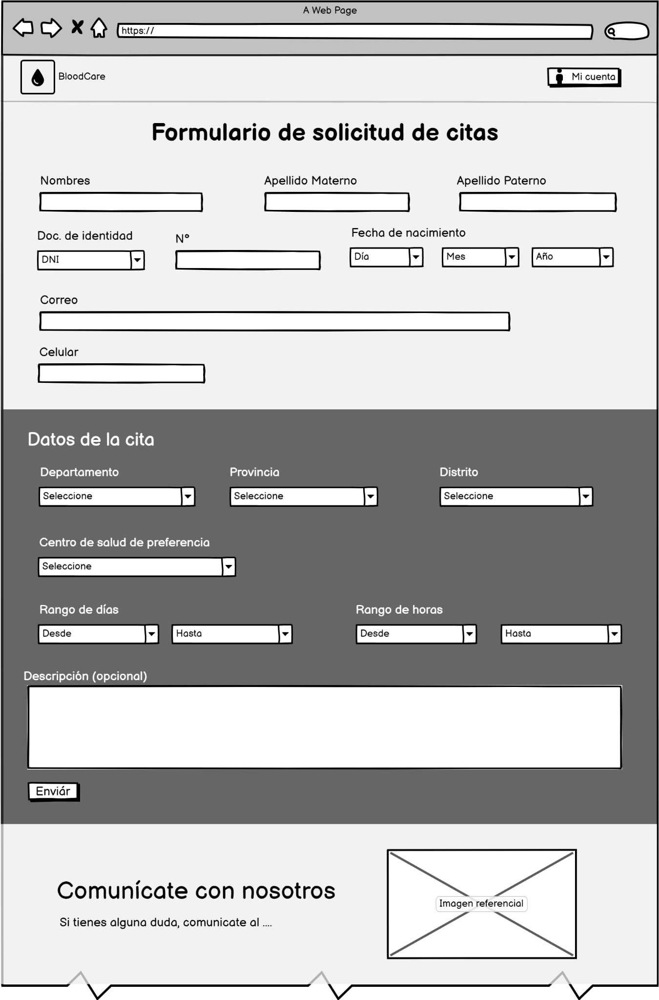 A Web Page
https://
BloodCare
Mi cuenta
Formulario de solicitud de citas
Nombres
Apellido Materno
Apellido Paterno
Doc. de identidad
N°
Fecha de nacimiento
DNI
Día
Mes
Año
Correo
Celular
Datos de la cita
Departamento
Provincia
Distrito
Seleccione
Seleccione
Seleccione
Centro de salud de preferencia
Seleccione
Rango de días
Rango de horas
Desde
Hasta
Desde
Hasta
Descripción (opcional)
Enviár
Comunícate con nosotros
Si tienes alguna duda, comunicate al ....
Imagen referencial